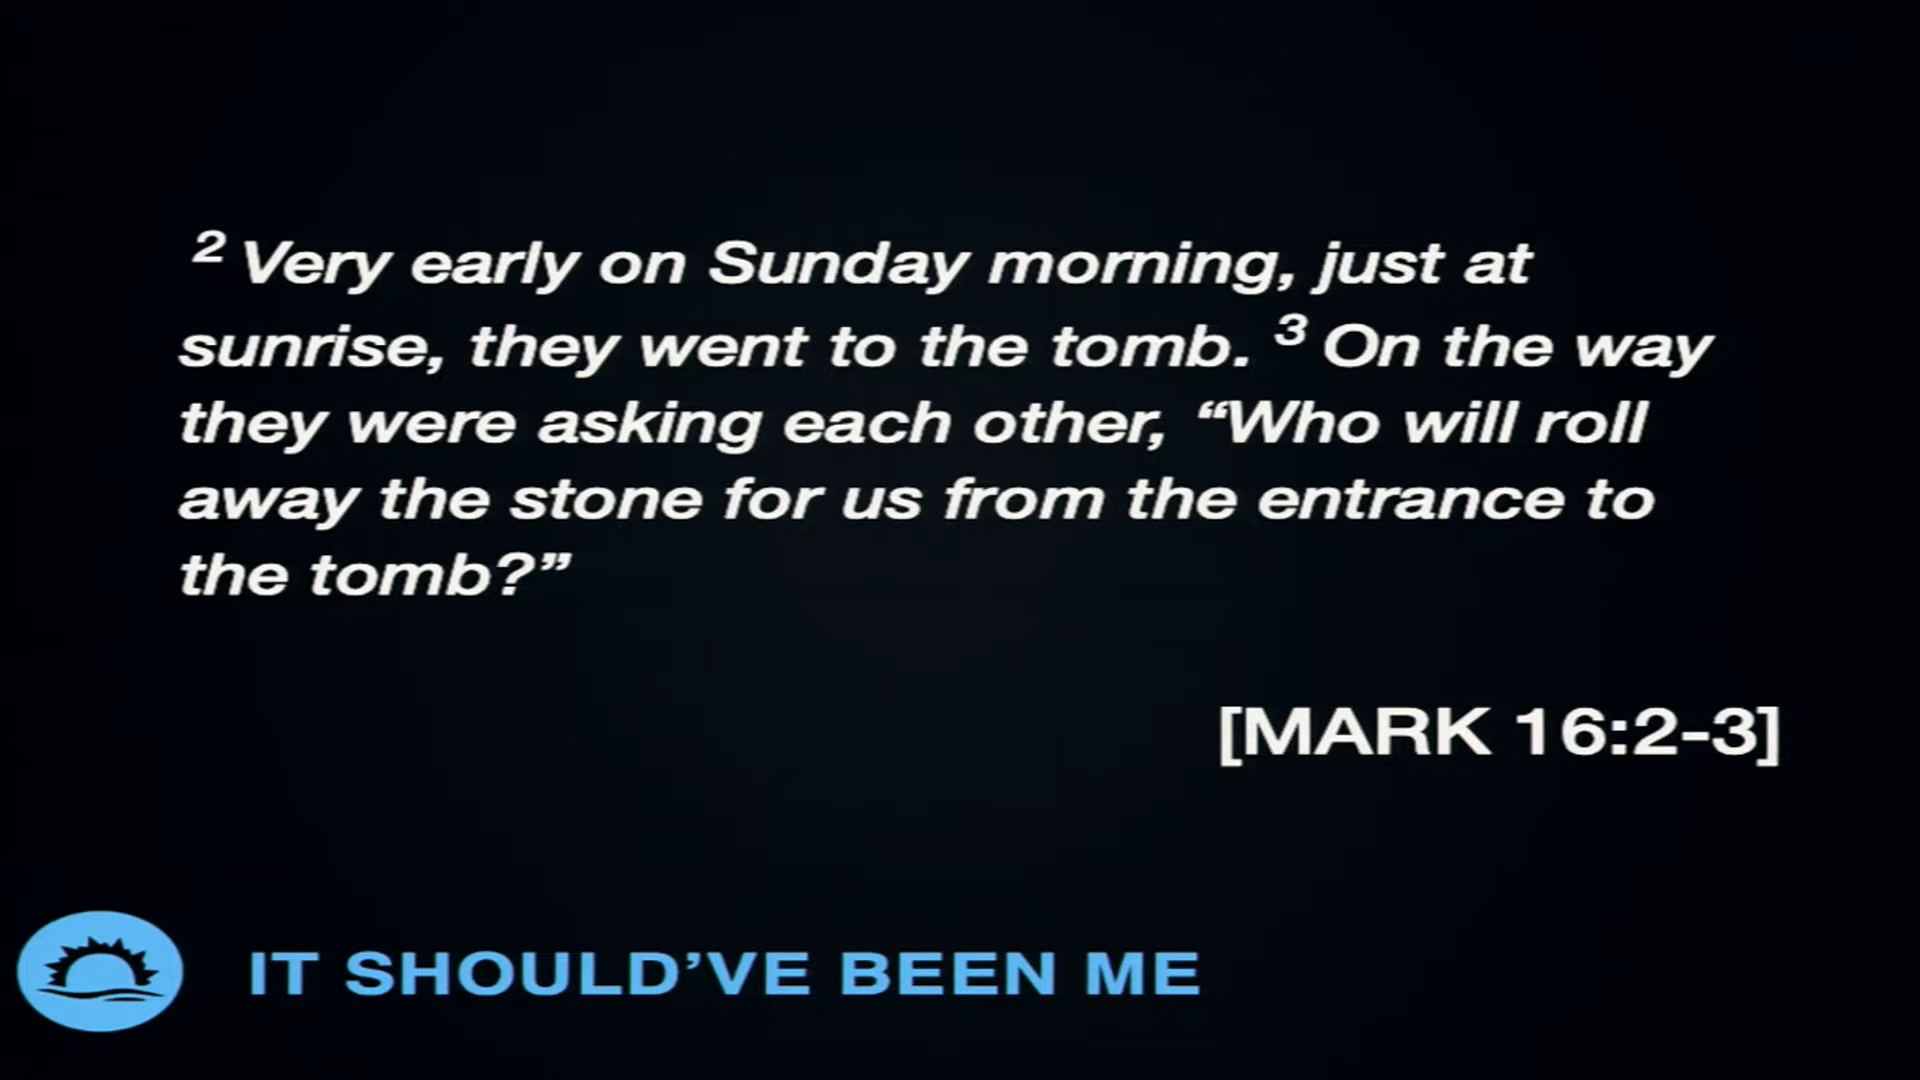 ² Very early on Sunday morning, just at
sunrise, they went to the tomb. ³ On the way
they were asking each other, “Who will roll
away the stone for us from the entrance to
the tomb?”
[MARK 16:2-3]
IT SHOULD’VE BEEN ME